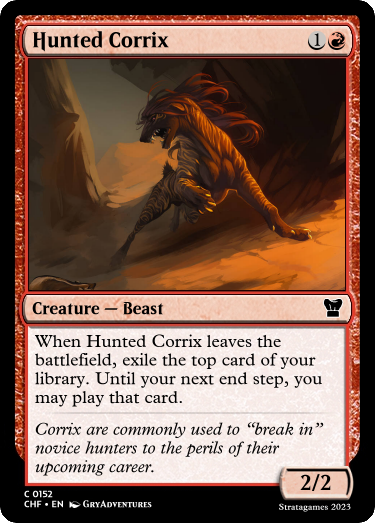 Hunted Corrix
1
Creature — Beast
When Hunted Corrix leaves the
battlefield, exile the top card of your
library. Until your next end step, you
may play that card.
Corrix are commonly used to “break in”
novice hunters to the perils of their
upcoming career.
2/2
C 0152
CHF • EN GryAdventures
Stratagames 2023